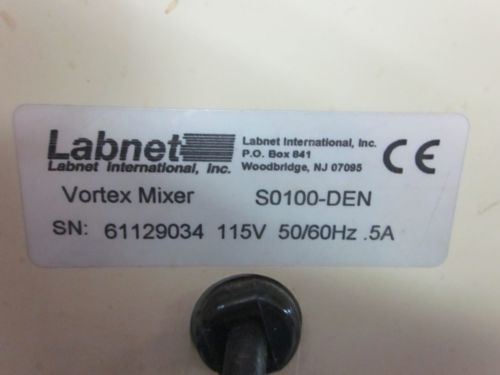 Labnet
Labnet International, Inc.
Labnet International, Inc.
P.O. Box 841
Woodbridge, NJ 07095
CE
Vortex Mixer S0100-DEN
SN: 61129034 115V 50/60Hz .5A